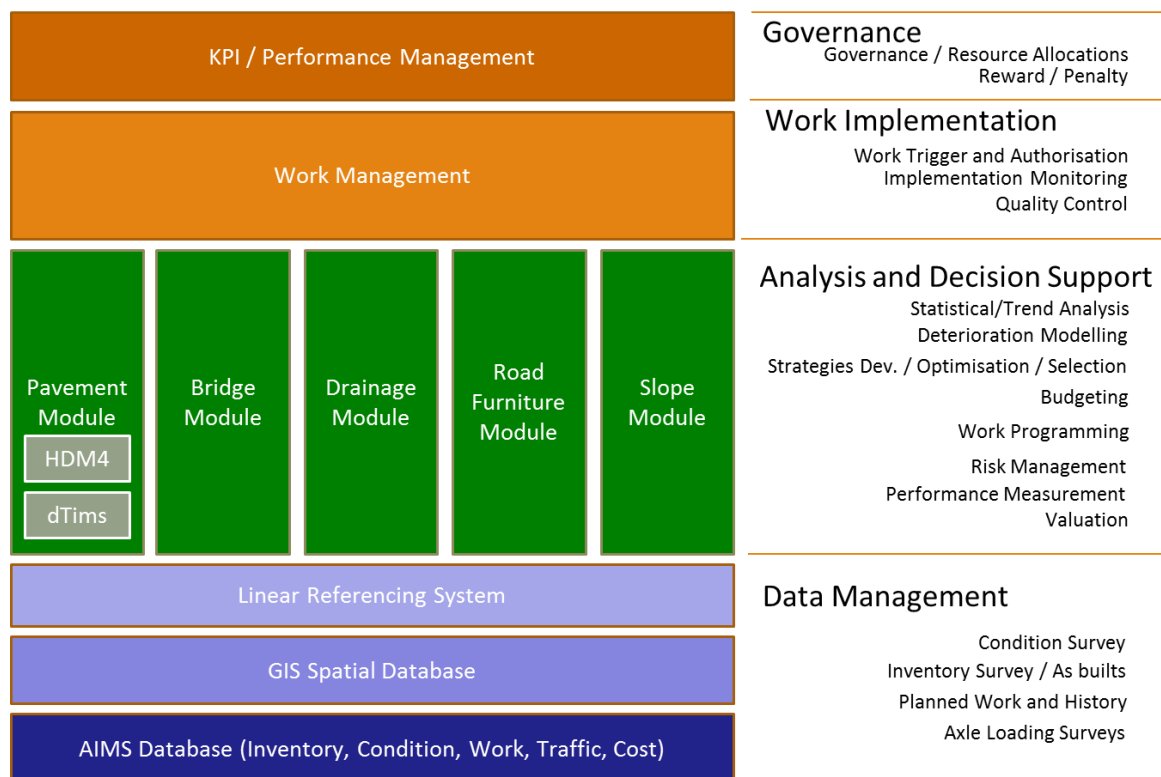 KPI / Performance Management
Governance
Governance / Resource Allocations
Reward / Penalty
Work Management
Work Implementation
Work Trigger and Authorisation
Implementation Monitoring
Quality Control
Pavement
Module
HDM4
dTims
Bridge
Module
Drainage
Module
Road
Furniture
Module
Slope
Module
Analysis and Decision Support
Statistical/Trend Analysis
Deterioration Modelling
Strategies Dev. / Optimisation / Selection
Budgeting
Work Programming
Risk Management
Performance Measurement
Valuation
Linear Referencing System
GIS Spatial Database
AIMS Database (Inventory, Condition, Work, Traffic, Cost)
Data Management
Condition Survey
Inventory Survey / As builts
Planned Work and History
Axle Loading Surveys